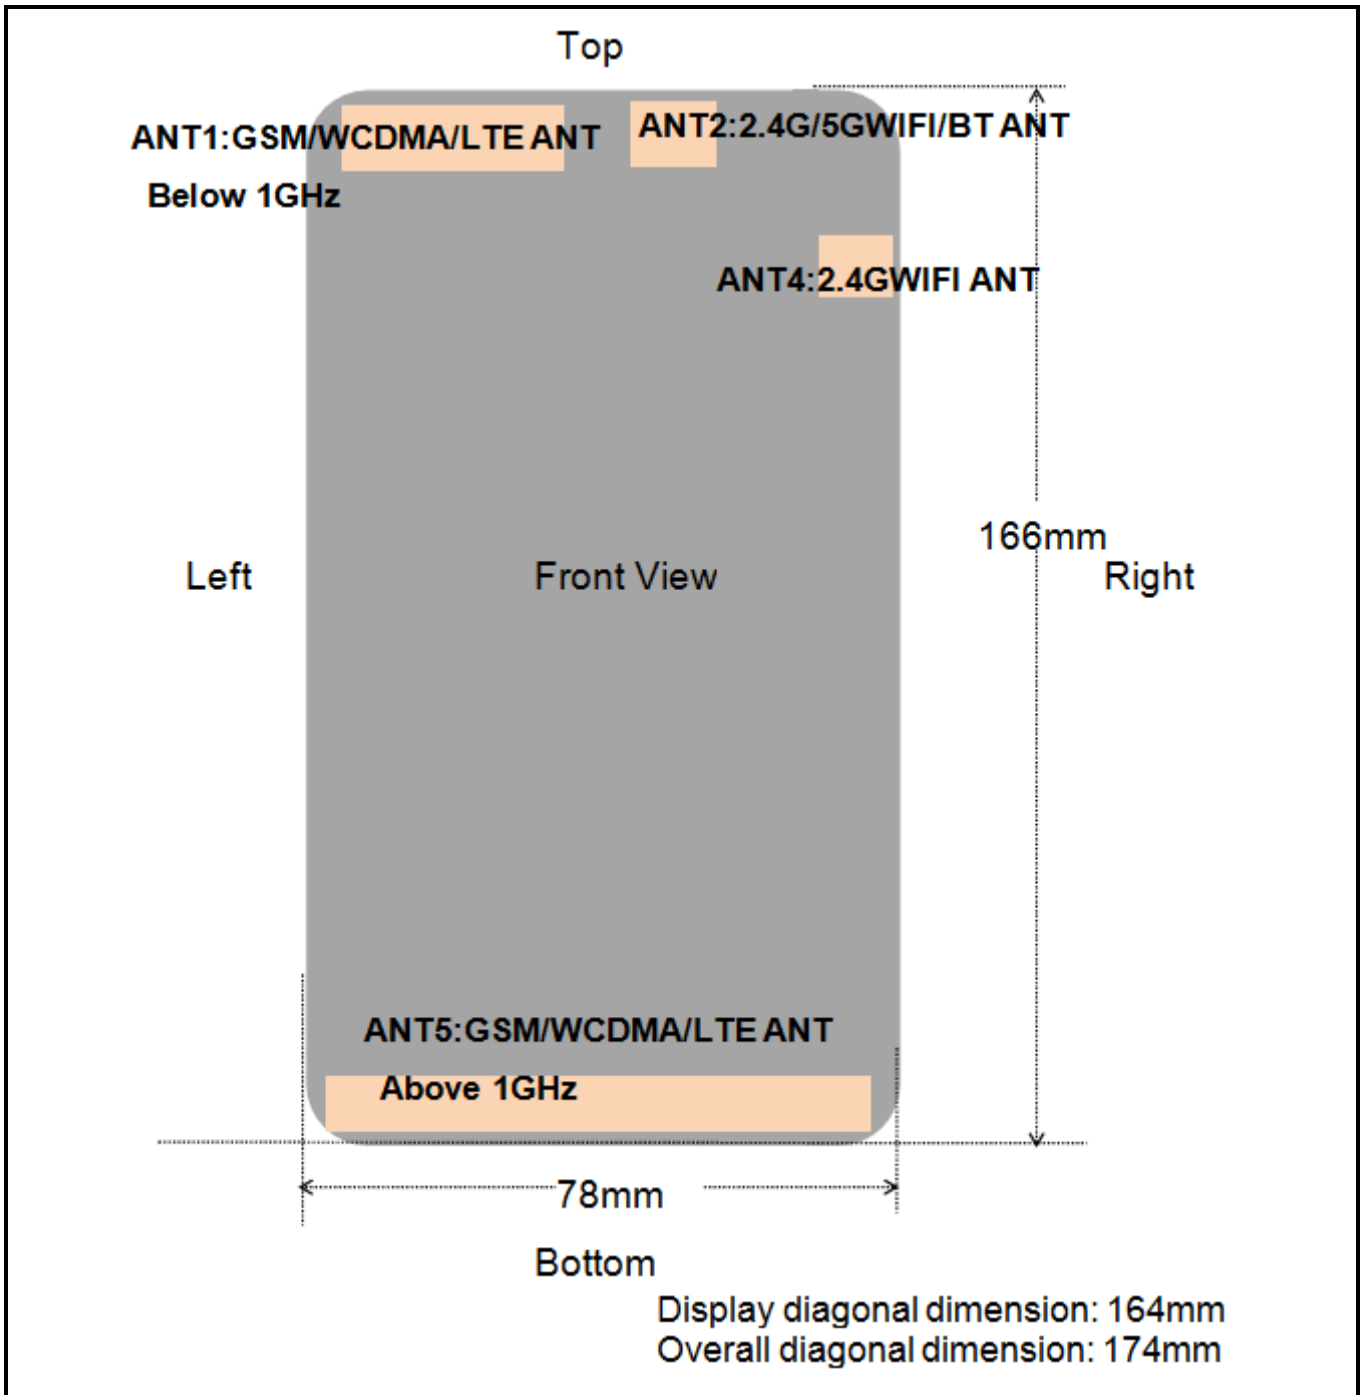 Top
ANT1:GSM/WCDMA/LTE ANT
Below 1GHz
ANT2:2.4G/5GWIFI/BT ANT
ANT4:2.4GWIFI ANT
166mm
Left
Front View
Right
ANT5:GSM/WCDMA/LTE ANT
Above 1GHz
78mm
Bottom
Display diagonal dimension: 164mm
Overall diagonal dimension: 174mm